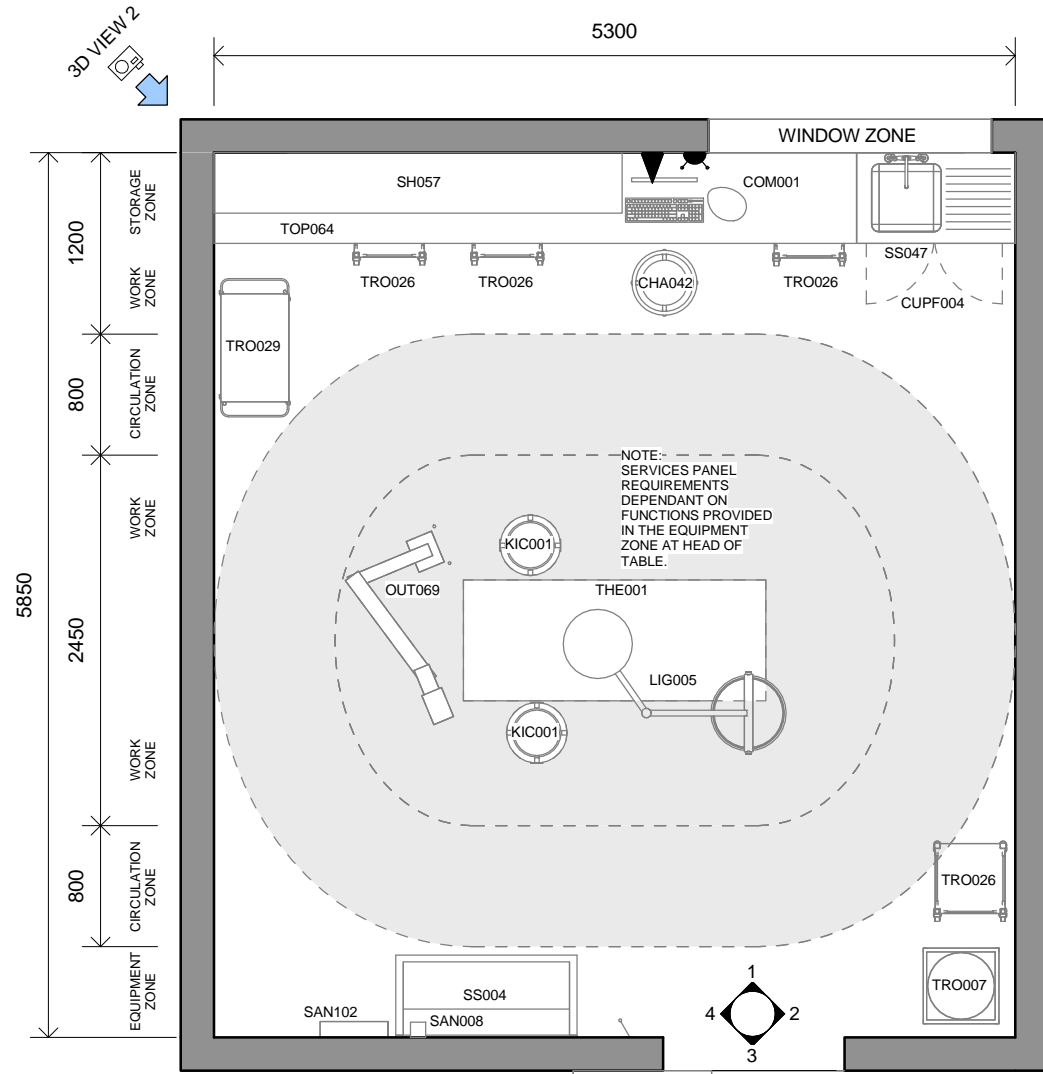 3D VIEW 2
5300
WINDOW ZONE
STORAGE
ZONE
1200
SH057
COM001
TOP064
SS047
WORK
ZONE
TRO026
TRO026
CHA042
TRO026
CUPF004
TRO029
800
CIRCULATION
ZONE
5850
2450
WORK
ZONE
NOTE:
SERVICES PANEL
REQUIREMENTS
DEPENDANT ON
FUNCTIONS PROVIDED
IN THE EQUIPMENT
ZONE AT HEAD OF
TABLE.
KIC001
OUT069
THE001
LIG005
KIC001
WORK
ZONE
800
CIRCULATION
ZONE
TRO026
EQUIPMENT
ZONE
SS004
SAN102
SAN008
1
4
2
3
TRO007